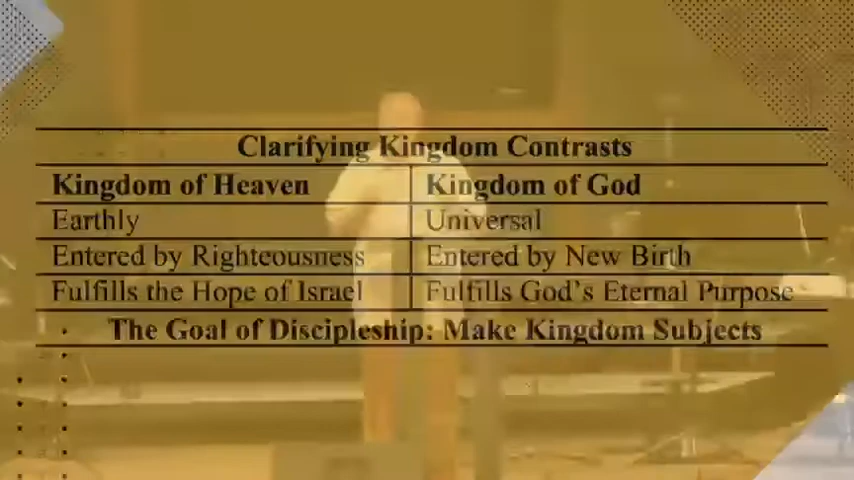 Clarifying Kingdom Contrasts
Kingdom of Heaven Kingdom of God
Earthly Universal
Entered by Righteousness Entered by New Birth
Fulfills the Hope of Israel Fulfills God's Eternal Purpose
The Goal of Discipleship: Make Kingdom Subjects